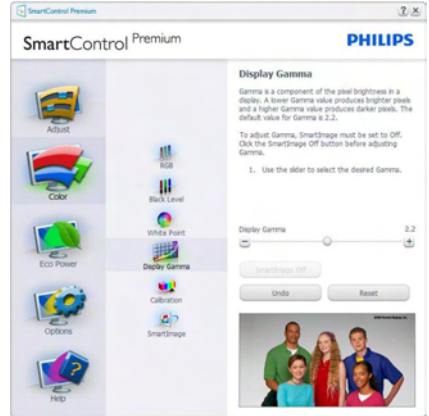 SmartControl Premium
SmartControl Premium
PHILIPS
Adjust
Color
Eco Power
Options
Help
RGB
Black Level
White Point
Display Gamma
Calibration
SmartImage
Display Gamma
Gamma is a component of the pixel brightness in a
display. A lower Gamma value produces brighter pixels
and a higher Gamma value produces darker pixels. The
default value for Gamma is 2.2.
To adjust Gamma, SmartImage must be set to Off.
Click the SmartImage Off button before adjusting
Gamma.
1. Use the slider to select the desired Gamma.
Display Gamma 2.2
SmartImage Off
Undo Reset